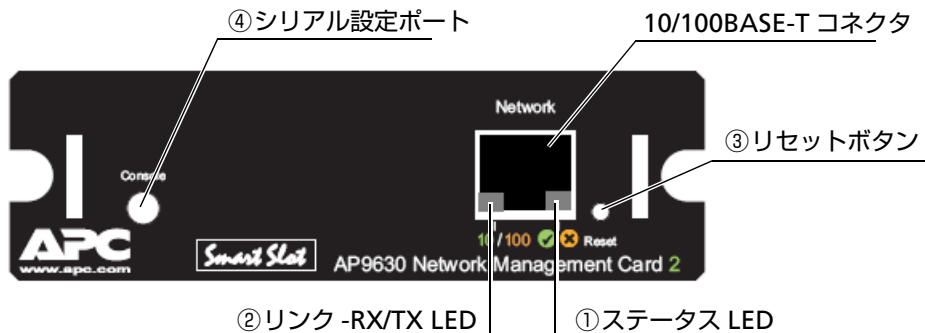 ④シリアル設定ポート
10/100BASE-T コネクタ
Network
③リセットボタン
Console
10/100 Reset
APC
www.apc.com
Smart Slot
AP9630 Network Management Card 2
②リンク -RX/TX LED
①ステータス LED